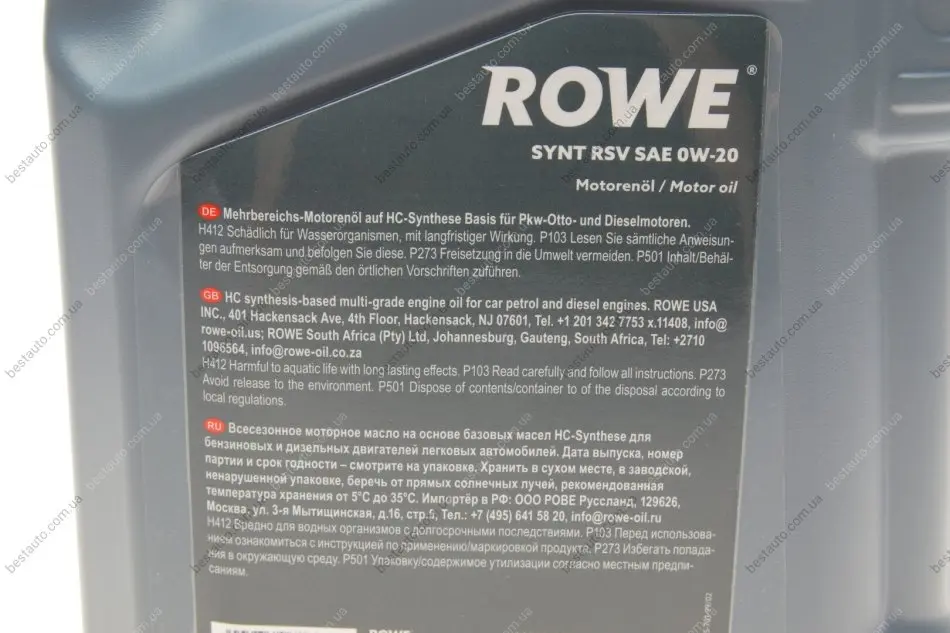 ROWE®
SYNT RSV SAE 0W-20
Motorenöl / Motor oil
DE Mehrbereichs-Motorenöl auf HC-Synthese Basis für Pkw-Otto- und Dieselmotoren.
H412 Schädlich für Wasserorganismen, mit langfristiger Wirkung. P103 Lesen Sie sämtliche Anweisun-
gen aufmerksam und befolgen Sie diese. P273 Freisetzung in die Umwelt vermeiden. P501 Inhalt/Behäl-
ter der Entsorgung gemäß den örtlichen Vorschriften zuführen.
GB HC synthesis-based multi-grade engine oil for car petrol and diesel engines. ROWE USA
INC., 401 Hackensack Ave, 4th Floor, Hackensack, NJ 07601, Tel. +1 201 342 7753 x.11408, info@
rowe-oil.us; ROWE South Africa (Pty) Ltd, Johannesburg, Gauteng, South Africa, Tel: +2710
1096564, info@rowe-oil.co.za
H412 Harmful to aquatic life with long lasting effects. P103 Read carefully and follow all instructions. P273
Avoid release to the environment. P501 Dispose of contents/container to of the disposal according to
local regulations.
RU Всесезонное моторное масло на основе базовых масел HC-Synthese для
бензиновых и дизельных двигателей легковых автомобилей. Дата выпуска, номер
партии и срок годности – смотрите на упаковке. Хранить в сухом месте, в заводской,
ненарушенной упаковке, беречь от прямых солнечных лучей, рекомендованная
температура хранения от 5°C до 35°C. Импортёр в РФ: ООО РОВЕ Руссланд, 129626,
Москва, ул. 3-я Мытищинская, д.16, стр. Тел.: +7 (495) 641 58 20, info@rowe-oil.ru
H412 Вредно для водных организмов с долгосрочными последствиями. P103 Перед использова-
нием ознакомиться с инструкцией по применению/маркировкой продукта. P273 Избегать попада-
ния в окружающую среду. P501 Упаковку/содержимое утилизации согласно местным предпи-
саниям.
ROWE
bestauto.com.ua